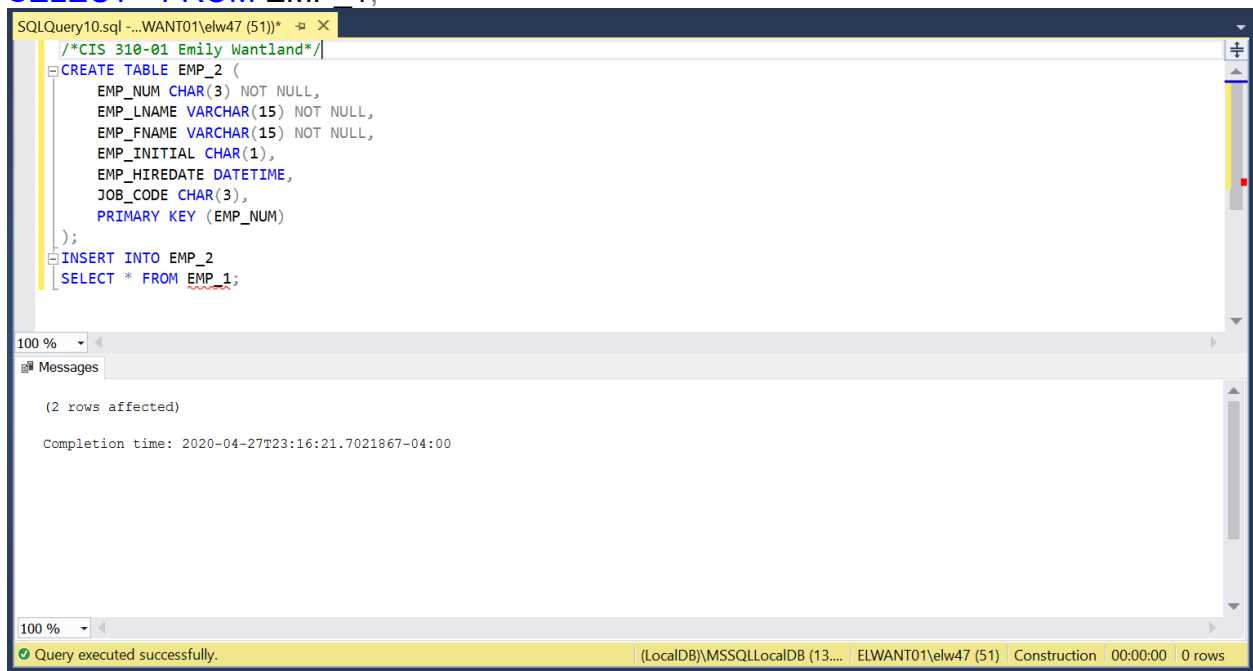 SELECT * FROM EMP_1;
SQLQuery10.sql -...WANT01\elw47 (51))*
/*CIS 310-01 Emily Wantland*/
CREATE TABLE EMP_2 (
EMP_NUM CHAR(3) NOT NULL,
EMP_LNAME VARCHAR(15) NOT NULL,
EMP_FNAME VARCHAR(15) NOT NULL,
EMP_INITIAL CHAR(1),
EMP_HIREDATE DATETIME,
JOB_CODE CHAR(3),
PRIMARY KEY (EMP_NUM)
);
INSERT INTO EMP_2
SELECT * FROM EMP_1;
100 %
Messages
(2 rows affected)
Completion time: 2020-04-27T23:16:21.7021867-04:00
100 %
Query executed successfully. (LocalDB)\MSSQLLocalDB (13.... ELWANT01\elw47 (51) Construction 00:00:00 0 rows